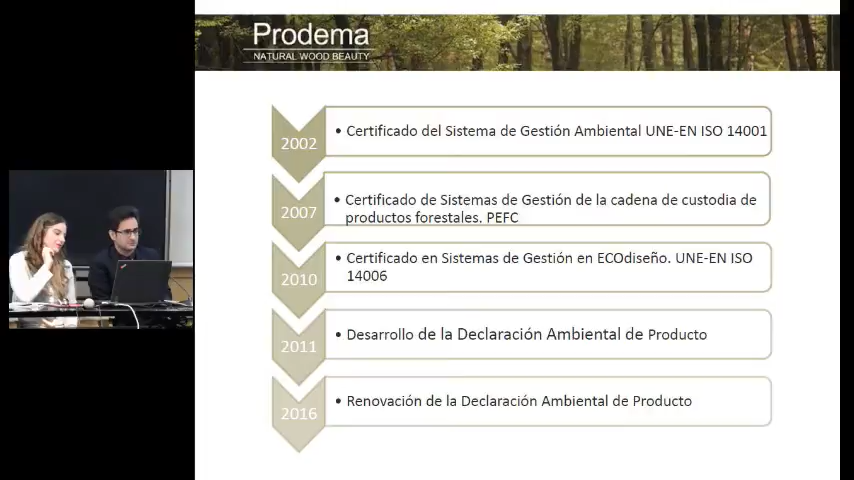 Prodema
NATURAL WOOD BEAUTY
2002
• Certificado del Sistema de Gestión Ambiental UNE-EN ISO 14001
2007
• Certificado de Sistemas de Gestión de la cadena de custodia de
productos forestales. PEFC
2010
• Certificado en Sistemas de Gestión en ECOdiseño. UNE-EN ISO
14006
2011
• Desarrollo de la Declaración Ambiental de Producto
2016
• Renovación de la Declaración Ambiental de Producto